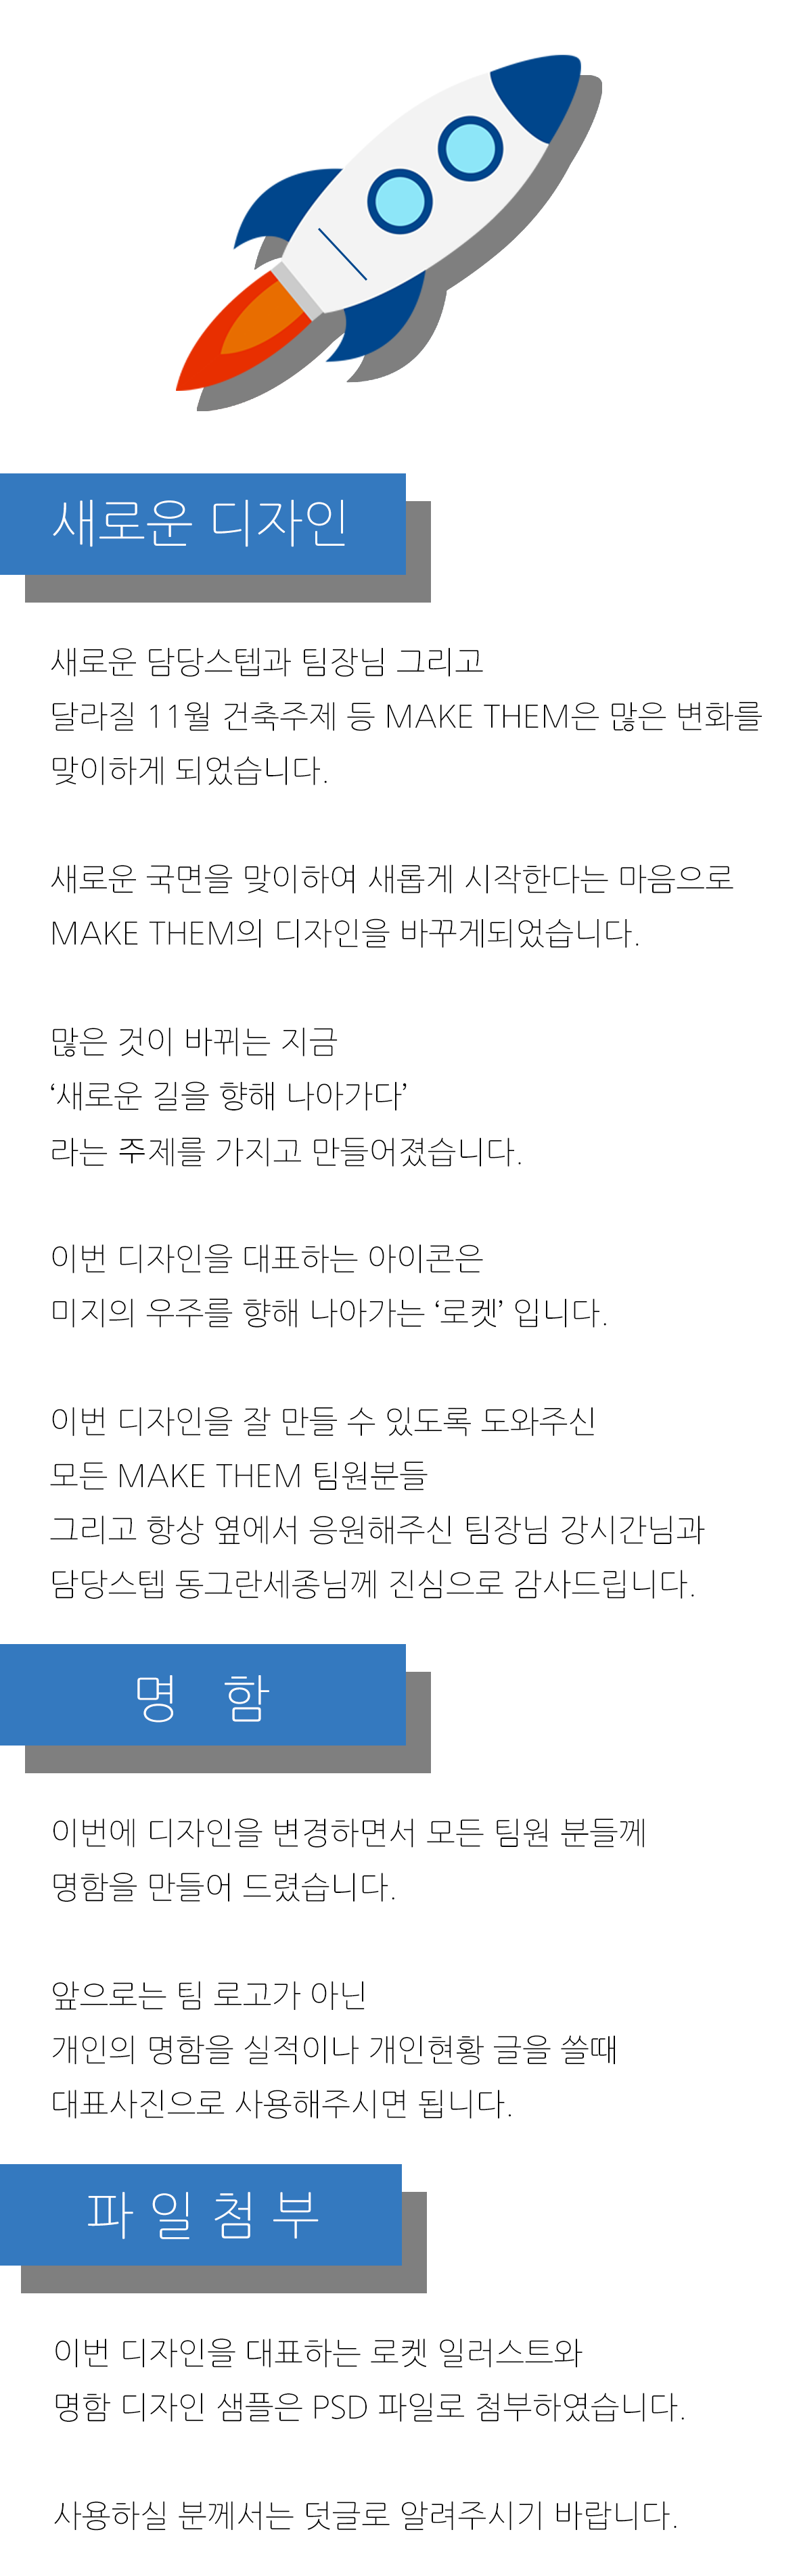 새로운 디자인
새로운 담당스텝과 팀장님 그리고
달라질 11월 건축주제 등 MAKE THEM은 많은 변화를
맞이하게 되었습니다.
새로운 국면을 맞이하여 새롭게 시작한다는 마음으로
MAKE THEM의 디자인을 바꾸게되었습니다.
많은 것이 바뀌는 지금
‘새로운 길을 향해 나아가다’
라는 주제를 가지고 만들어졌습니다.
이번 디자인을 대표하는 아이콘은
미지의 우주를 향해 나아가는 ‘로켓’ 입니다.
이번 디자인을 잘 만들 수 있도록 도와주신
모든 MAKE THEM 팀원분들
그리고 항상 옆에서 응원해주신 팀장님 강시간님과
담당스텝 동그란세종님께 진심으로 감사드립니다.
명 함
이번에 디자인을 변경하면서 모든 팀원 분들께
명함을 만들어 드렸습니다.
앞으로는 팀 로고가 아닌
개인의 명함을 실적이나 개인현황 글을 쓸때
대표사진으로 사용해주시면 됩니다.
파 일 첨 부
이번 디자인을 대표하는 로켓 일러스트와
명함 디자인 샘플은 PSD 파일로 첨부하였습니다.
사용하실 분께서는 덧글로 알려주시기 바랍니다.